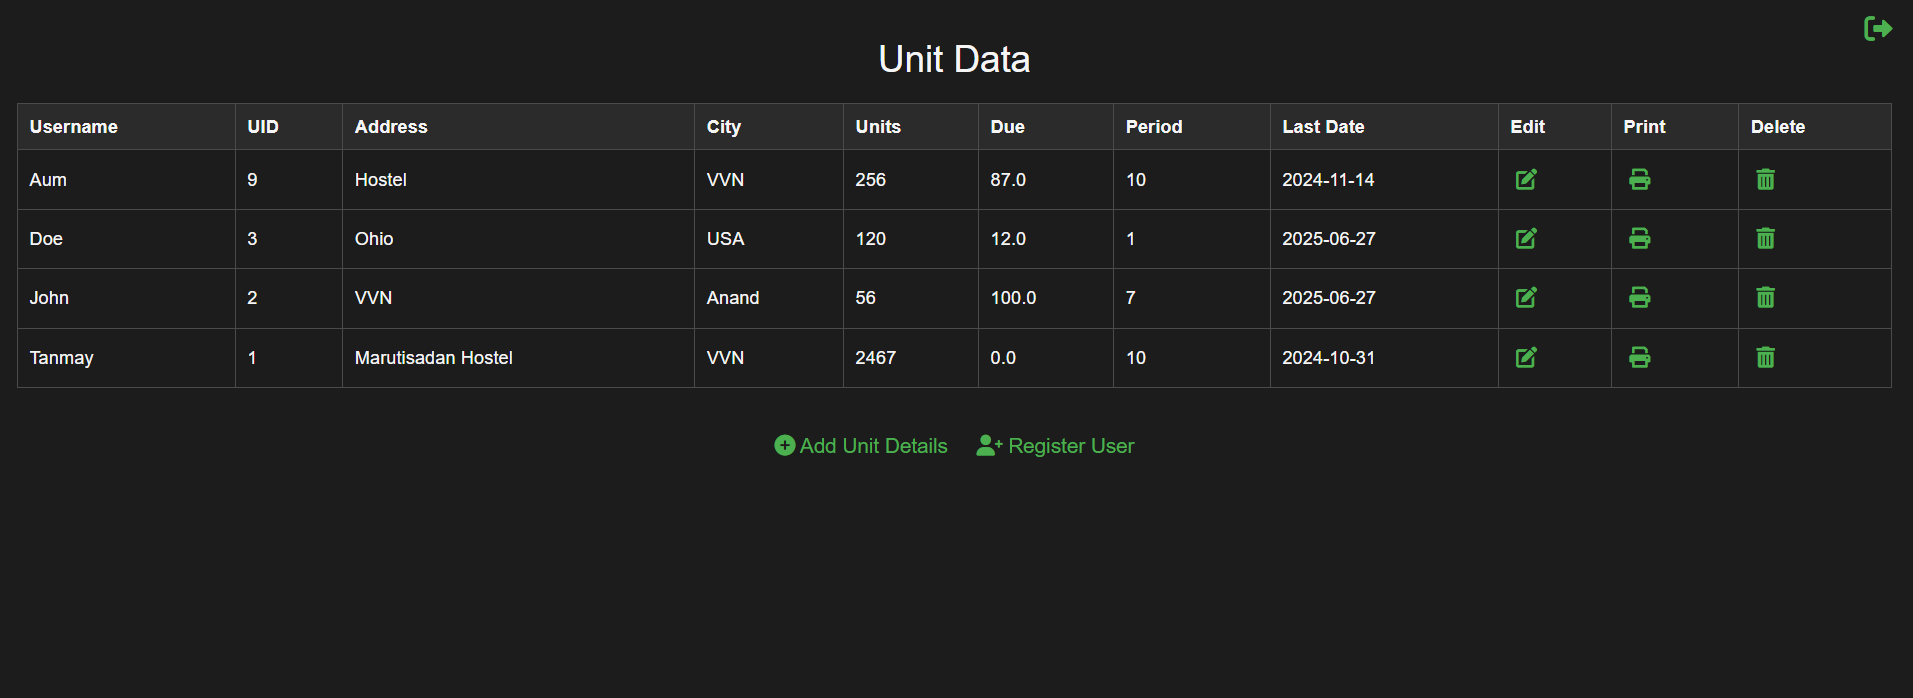 Unit Data
Username UID Address City Units Due Period Last Date Edit Print Delete
Aum 9 Hostel VVN 256 87.0 10 2024-11-14
Doe 3 Ohio USA 120 12.0 1 2025-06-27
John 2 VVN Anand 56 100.0 7 2025-06-27
Tanmay 1 Marutisadan Hostel VVN 2467 0.0 10 2024-10-31
Add Unit Details Register User